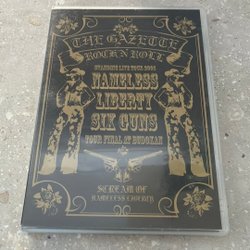 THE GAZETTE
ROCK N ROLL
STANDING LIVE TOUR 2006
NAMELESS
LIBERTY
SIX GUNS
TOUR FINAL AT BUDOKAN
SCREAM OF
NAMELESS LIBERTY